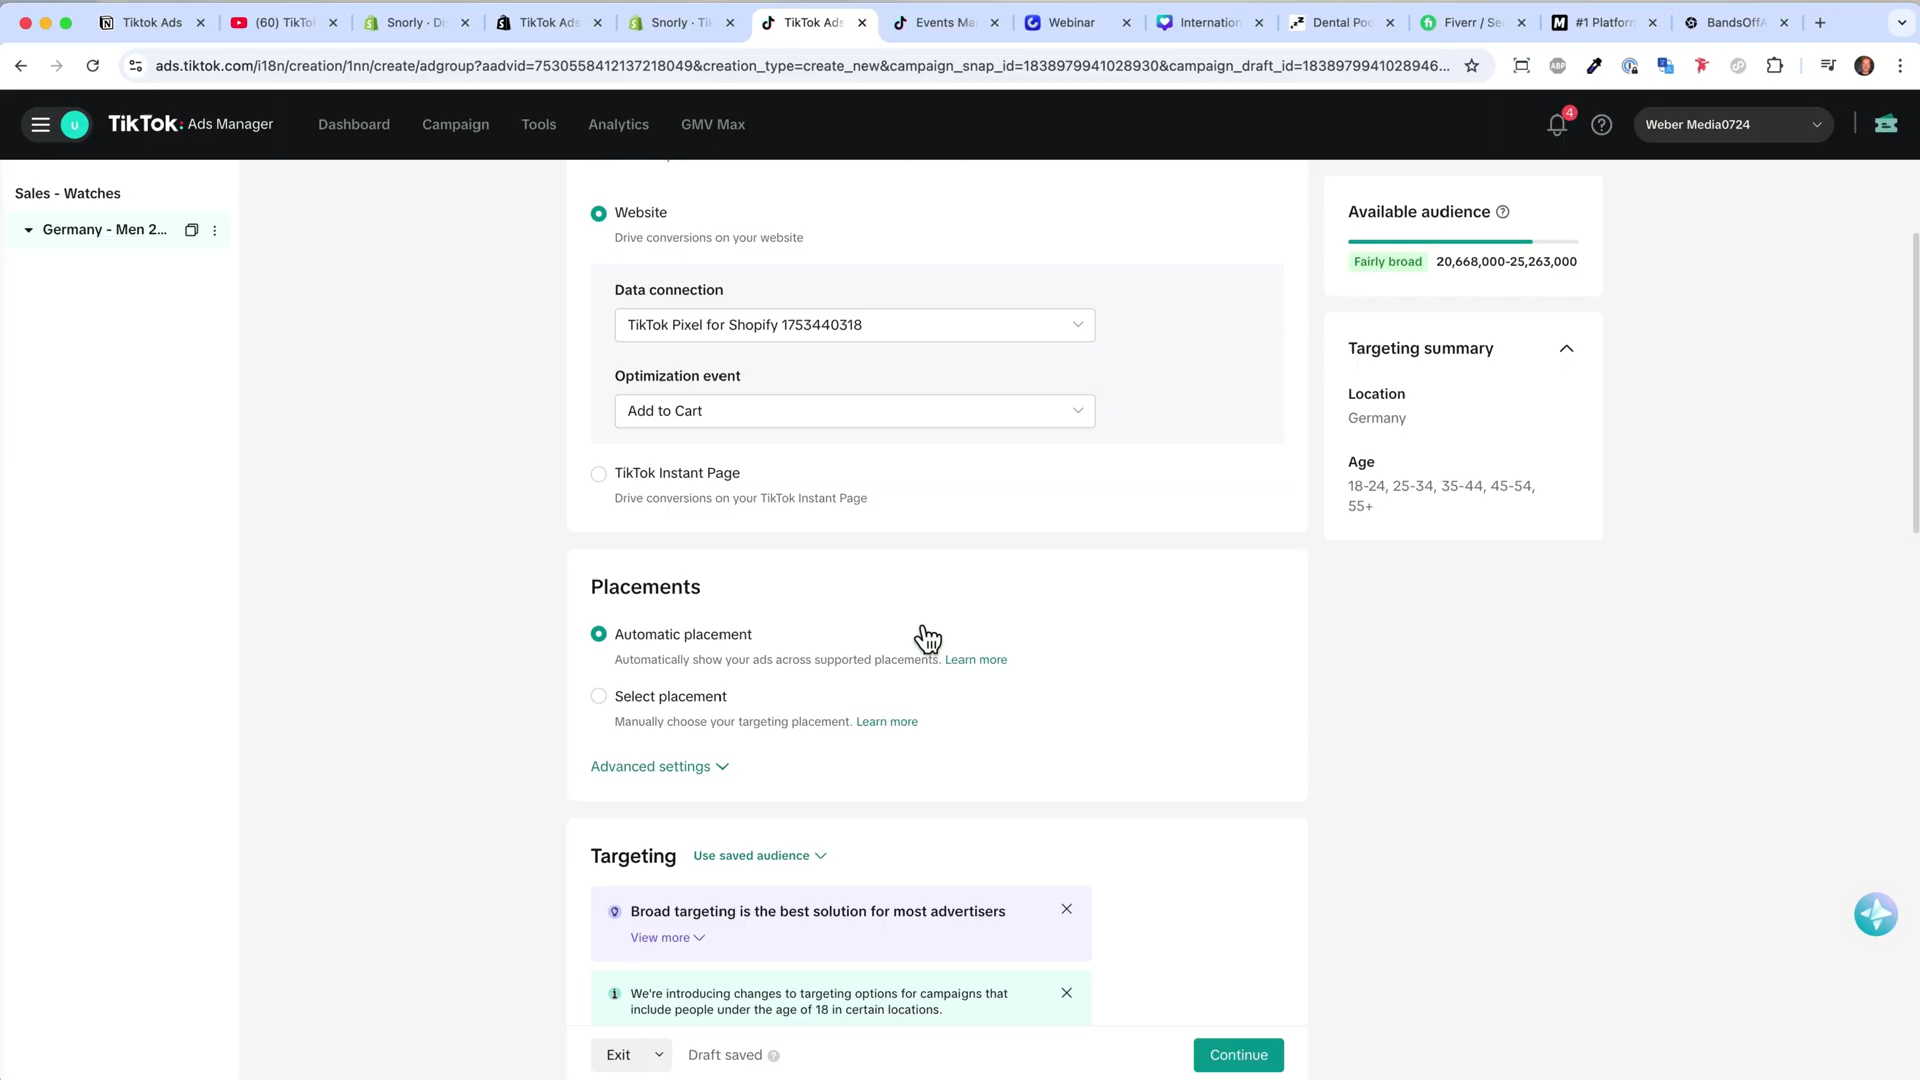 Tiktok Ads
(60) TikTo
Snorly · Di
TikTok Ads
Snorly · Tik
TikTok Ads
Events Ma
Webinar
Internation
Dental Poc
Fiverr / Se
#1 Platforn
BandsOffA
ads.tiktok.com/i18n/creation/1nn/create/adgroup?aadvid=7530558412137218049&creation_type=create_new&campaign_snap_id=1838979941028930&campaign_draft_id=1838979941028946...
ABP
U
TikTok: Ads Manager
Dashboard
Campaign
Tools
Analytics
GMV Max
4
Weber Media0724
Sales - Watches
Germany - Men 2...
Website
Drive conversions on your website
Data connection
TikTok Pixel for Shopify 1753440318
Optimization event
Add to Cart
TikTok Instant Page
Drive conversions on your TikTok Instant Page
Placements
Automatic placement
Automatically show your ads across supported placements. Learn more
Select placement
Manually choose your targeting placement. Learn more
Advanced settings
Targeting
Use saved audience
Broad targeting is the best solution for most advertisers
View more
We're introducing changes to targeting options for campaigns that
include people under the age of 18 in certain locations.
Exit
Draft saved
Continue
Available audience
Fairly broad
20,668,000-25,263,000
Targeting summary
Location
Germany
Age
18-24, 25-34, 35-44, 45-54,
55+